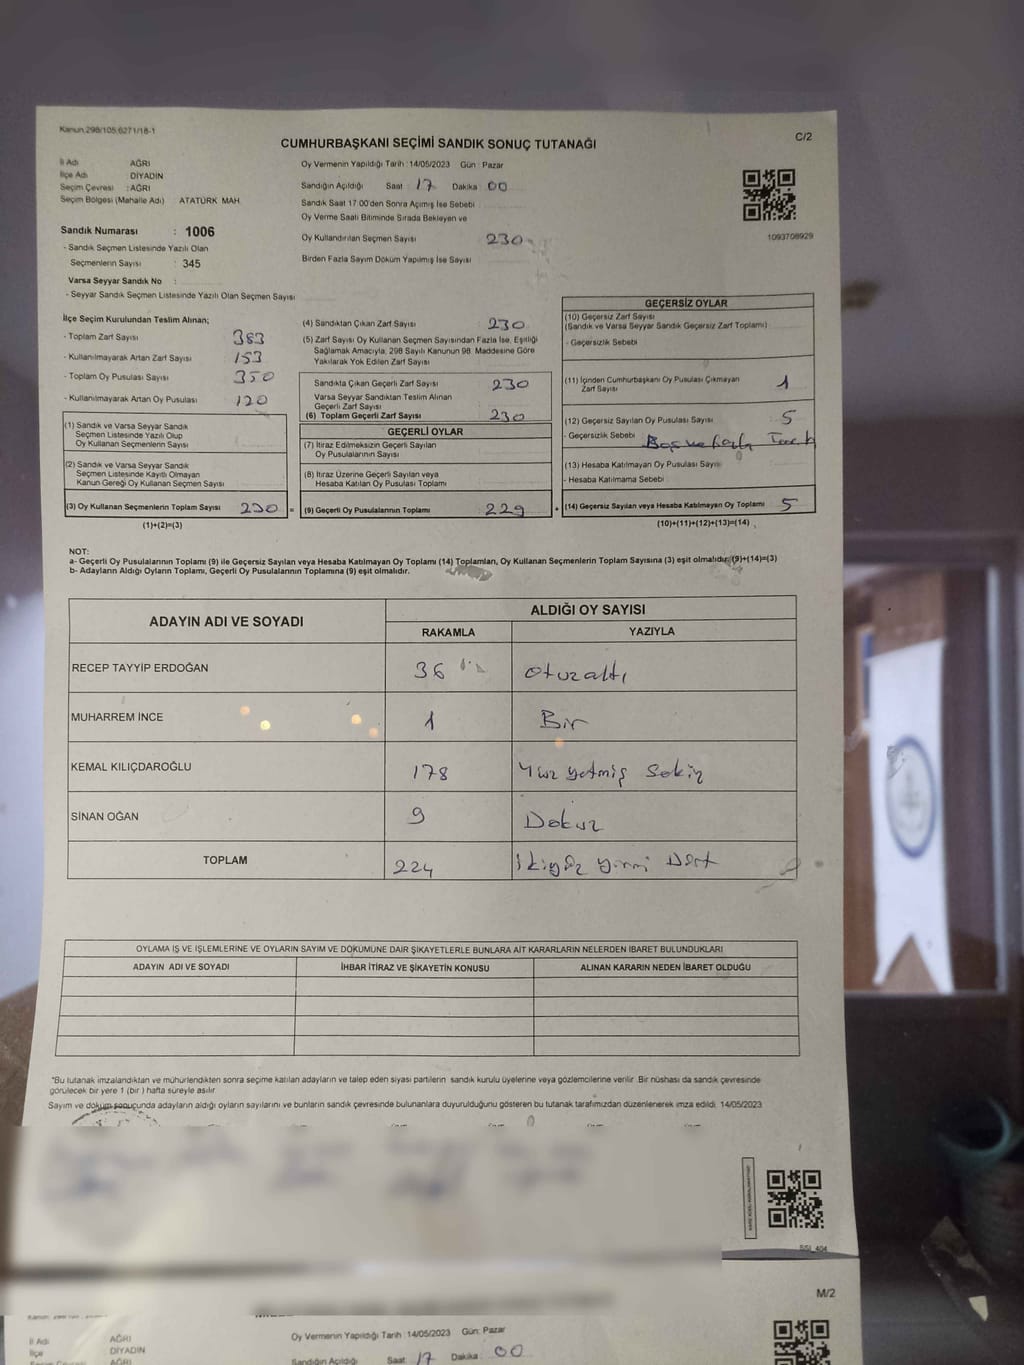 Kanun.298/105,6271/18-1
C/2
CUMHURBAŞKANI SEÇİMİ SANDIK SONUÇ TUTANAĞI
İl Adı AĞRI
İlçe Adı DİYADİN
Seçim Çevresi : AĞRI
Seçim Bölgesi (Mahalle Adı) ATATÜRK MAH.
Oy Vermenin Yapıldığı Tarih :14/05/2023 Gün : Pazar
Sandığın Açıldığı Saat 17 Dakika 00
Sandık Saat 17.00'den Sonra Açımış İse Sebebi
Oy Verme Saati Bitiminde Sırada Bekleyen ve
Oy Kullandırılan Seçmen Sayısı 230
Birden Fazla Sayım Döküm Yapılmış İse Sayısı
1093708929
Sandık Numarası : 1006
- Sandık Seçmen Listesinde Yazılı Olan
Seçmenlerin Sayısı : 345
Varsa Seyyar Sandık No :
- Seyyar Sandık Seçmen Listesinde Yazılı Olan Seçmen Sayısı
İlçe Seçim Kurulundan Teslim Alınan;
- Toplam Zarf Sayısı 383
- Kullanılmayarak Artan Zarf Sayısı 153
- Toplam Oy Pusulası Sayısı 350
- Kullanılmayarak Artan Oy Pusulası 120
(1) Sandık ve Varsa Seyyar Sandık
Seçmen Listesinde Yazılı Olup
Oy Kullanan Seçmenlerin Sayısı
(2) Sandık ve Varsa Seyyar Sandık
Seçmen Listesinde Kayıtlı Olmayan
Kanun Gereği Oy Kullanan Seçmen Sayısı
(3) Oy Kullanan Seçmenlerin Toplam Sayısı 230 =
(1)+(2)=(3)
(4) Sandıktan Çıkan Zarf Sayısı 230
(5) Zarf Sayısı Oy Kullanan Seçmen Sayısından Fazla İse, Eşitliği
Sağlamak Amacıyla; 298 Sayılı Kanunun 98. Maddesine Göre
Yakılarak Yok Edilen Zarf Sayısı
Sandıkta Çıkan Geçerli Zarf Sayısı 230
Varsa Seyyar Sandıktan Teslim Alınan
Geçerli Zarf Sayısı
(6) Toplam Geçerli Zarf Sayısı 230
GEÇERLİ OYLAR
(7) İtiraz Edilmeksizin Geçerli Sayılan
Oy Pusulalarının Sayısı
(8) İtiraz Üzerine Geçerli Sayılan veya
Hesaba Katılan Oy Pusulası Toplamı
(9) Geçerli Oy Pusulalarının Toplamı 229 +
GEÇERSİZ OYLAR
(10) Geçersiz Zarf Sayısı
(Sandık ve Varsa Seyyar Sandık Geçersiz Zarf Toplamı)
- Geçersizlik Sebebi
(11) İçinden Cumhurbaşkanı Oy Pusulası Çıkmayan
Zarf Sayısı 1
(12) Geçersiz Sayılan Oy Pusulası Sayısı 5
- Geçersizlik Sebebi
(13) Hesaba Katılmayan Oy Pusulası Sayısı
- Hesaba Katılmama Sebebi
(14) Geçersiz Sayılan veya Hesaba Katılmayan Oy Toplamı 5
(10)+(11)+(12)+(13)=(14)
NOT:
a- Geçerli Oy Pusulalarının Toplamı (9) ile Geçersiz Sayılan veya Hesaba Katılmayan Oy Toplamı (14) Toplamları, Oy Kullanan Seçmenlerin Toplam Sayısına (3) eşit olmalıdır.(9)+(14)=(3)
b- Adayların Aldığı Oyların Toplamı, Geçerli Oy Pusulalarının Toplamına (9) eşit olmalıdır.
ADAYIN ADI VE SOYADI
ALDIĞI OY SAYISI
RAKAMLA YAZIYLA
RECEP TAYYİP ERDOĞAN 36 Otuzaltı
MUHARREM İNCE 1 Bir
KEMAL KILIÇDAROĞLU 178 Yüz yetmiş Sekiz
SİNAN OĞAN 9 Dokuz
TOPLAM 224 İkiyüz yirmi Dört
OYLAMA İŞ VE İŞLEMLERİNE VE OYLARIN SAYIM VE DÖKÜMÜNE DAİR ŞİKAYETLERLE BUNLARA AİT KARARLARIN NELERDEN İBARET BULUNDUKLARI
ADAYIN ADI VE SOYADI İHBAR İTİRAZ VE ŞİKAYETİN KONUSU ALINAN KARARIN NEDEN İBARET OLDUĞU
*Bu tutanak imzalandıktan ve mühürlendikten sonra seçime katılan adayların ve talep eden siyasi partilerin sandık kurulu üyelerine veya gözlemcilerine verilir. Bir nüshası da sandık çevresinde
görülecek bir yere 1 (bir ) hafta süreyle asılır
Sayım ve döküm sonucunda adayların aldığı oyların sayılarını ve bunların sandık çevresinde bulunanlara duyurulduğunu gösteren bu tutanak tarafımızdan düzenlenerek imza edildi. 14/05/2023
SSI_404
M/2
İl Adı AĞRI
İlçe DİYADİN
AĞRI
Oy Vermenin Yapıldığı Tarih :14/05/2023 Gün: Pazar
Sandığın Açıldığı Saat: 17 Dakika 00